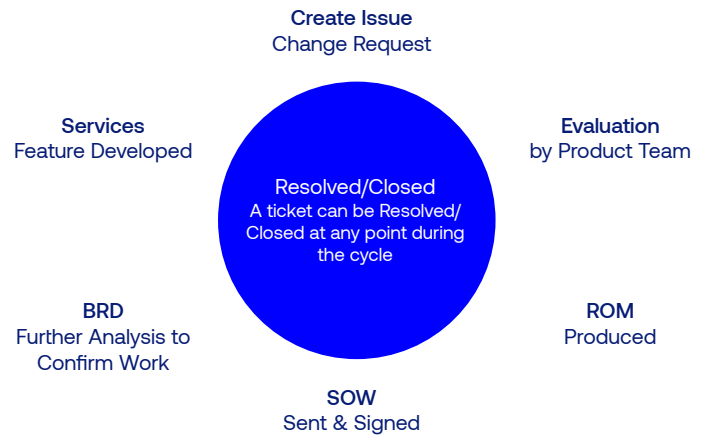 Create Issue
Change Request
Evaluation
by Product Team
ROM
Produced
SOW
Sent & Signed
BRD
Further Analysis to
Confirm Work
Services
Feature Developed
Resolved/Closed
A ticket can be Resolved/
Closed at any point during
the cycle